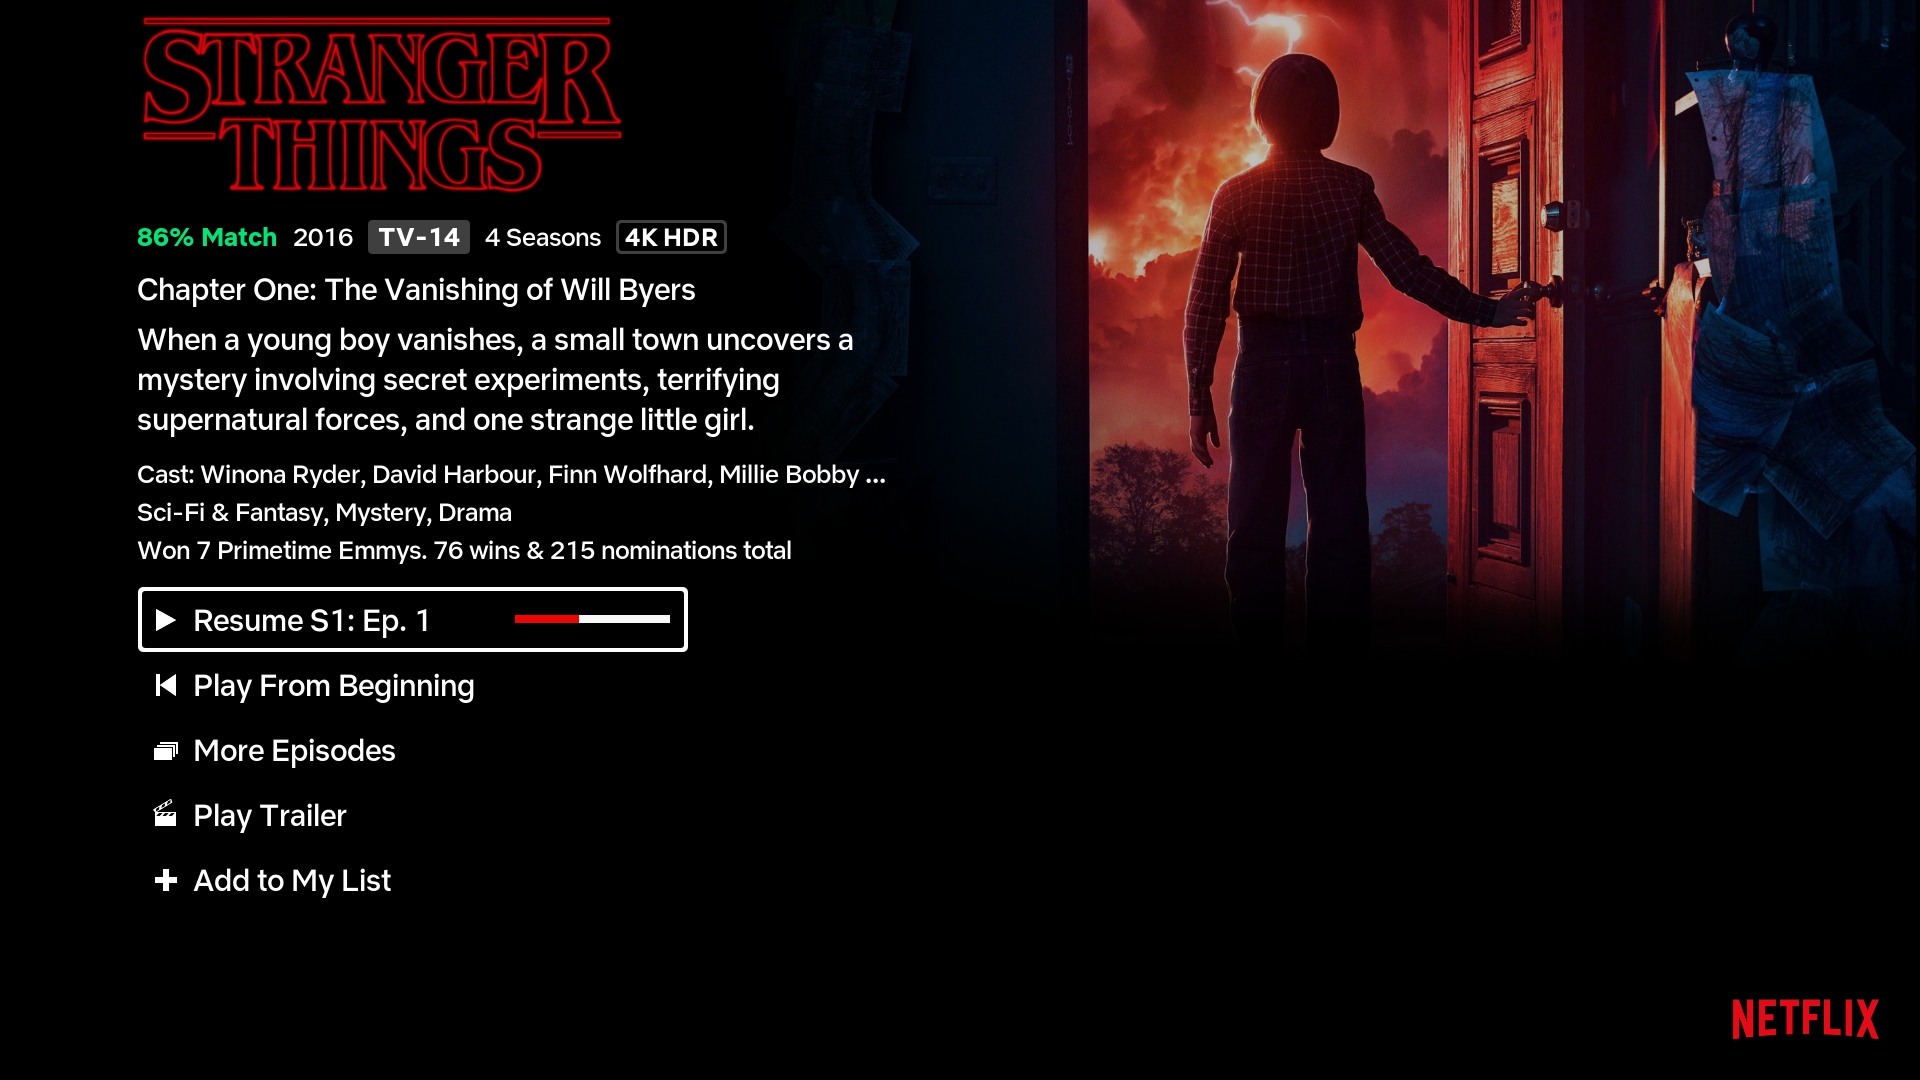 STRANGER
THINGS
86% Match 2016 TV-14 4 Seasons 4K HDR
Chapter One: The Vanishing of Will Byers
When a young boy vanishes, a small town uncovers a
mystery involving secret experiments, terrifying
supernatural forces, and one strange little girl.
Cast: Winona Ryder, David Harbour, Finn Wolfhard, Millie Bobby ...
Sci-Fi & Fantasy, Mystery, Drama
Won 7 Primetime Emmys. 76 wins & 215 nominations total
Resume S1: Ep. 1
Play From Beginning
More Episodes
Play Trailer
Add to My List
NETFLIX